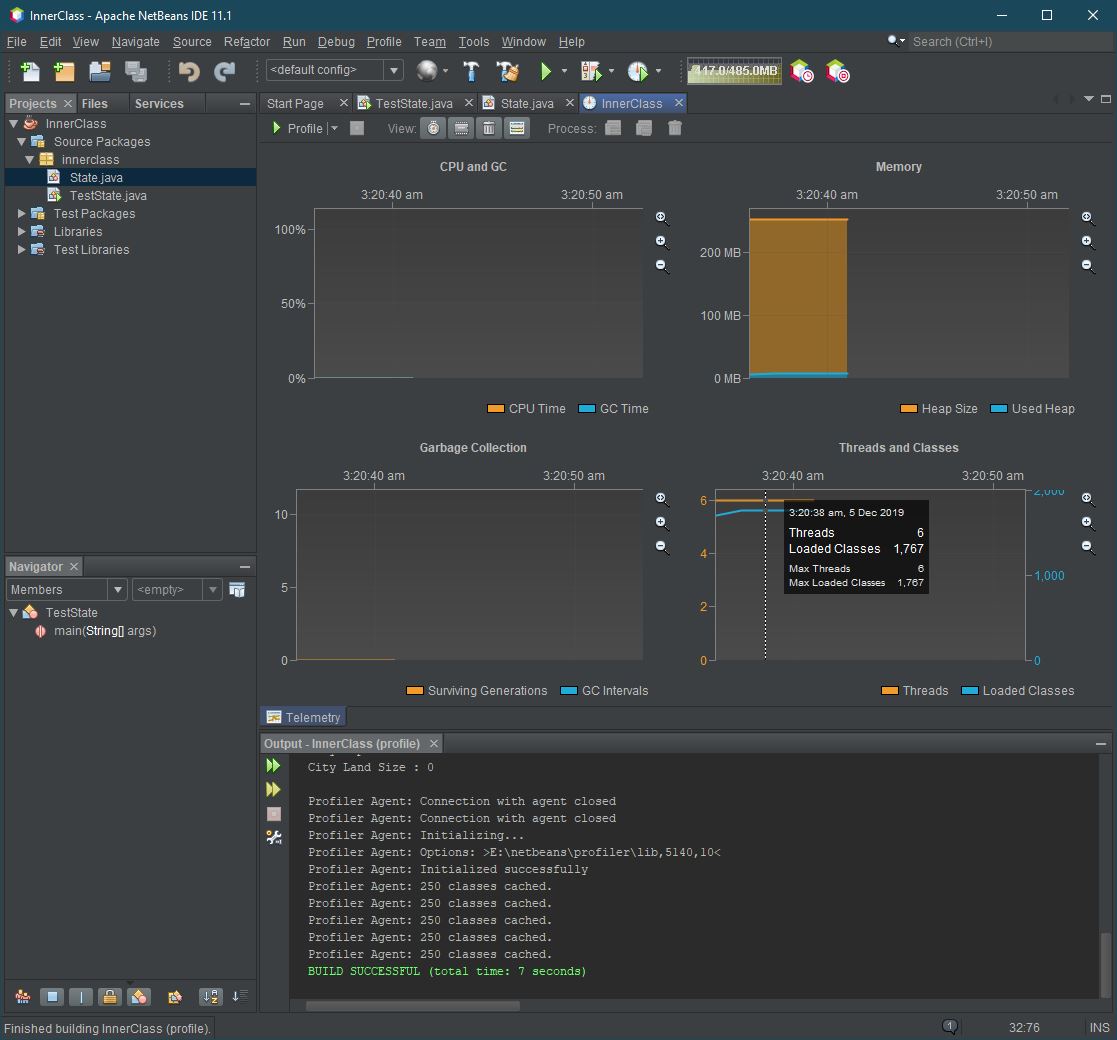 InnerClass - Apache NetBeans IDE 11.1
File Edit View Navigate Source Refactor Run Debug Profile Team Tools Window Help
Search (Ctrl+I)
<default config>
417.0/485.0MB
Projects Files Services
Start Page TestState.java State.java InnerClass
InnerClass
Source Packages
innerclass
State.java
TestState.java
Test Packages
Libraries
Test Libraries
Profile View: Process:
CPU and GC
3:20:40 am 3:20:50 am
100%
50%
0%
CPU Time GC Time
Memory
3:20:40 am 3:20:50 am
200 MB
100 MB
0 MB
Heap Size Used Heap
Garbage Collection
3:20:40 am 3:20:50 am
10
5
0
Surviving Generations GC Intervals
Threads and Classes
3:20:40 am 3:20:50 am
6
4
2
0
2,000
1,000
0
3:20:38 am, 5 Dec 2019
Threads 6
Loaded Classes 1,767
Max Threads 6
Max Loaded Classes 1,767
Threads Loaded Classes
Telemetry
Navigator
Members <empty>
TestState
main(String[] args)
Output - InnerClass (profile)
City Land Size : 0
Profiler Agent: Connection with agent closed
Profiler Agent: Connection with agent closed
Profiler Agent: Initializing...
Profiler Agent: Options: >E:\netbeans\profiler\lib,5140,10<
Profiler Agent: Initialized successfully
Profiler Agent: 250 classes cached.
Profiler Agent: 250 classes cached.
Profiler Agent: 250 classes cached.
Profiler Agent: 250 classes cached.
Profiler Agent: 250 classes cached.
BUILD SUCCESSFUL (total time: 7 seconds)
Finished building InnerClass (profile).
1
32:76
INS